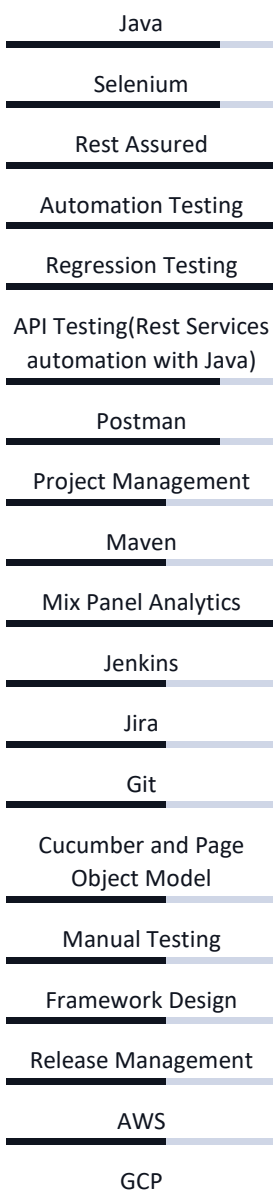 Java
Selenium
Rest Assured
Automation Testing
Regression Testing
API Testing(Rest Services
automation with Java)
Postman
Project Management
Maven
Mix Panel Analytics
Jenkins
Jira
Git
Cucumber and Page
Object Model
Manual Testing
Framework Design
Release Management
AWS
GCP